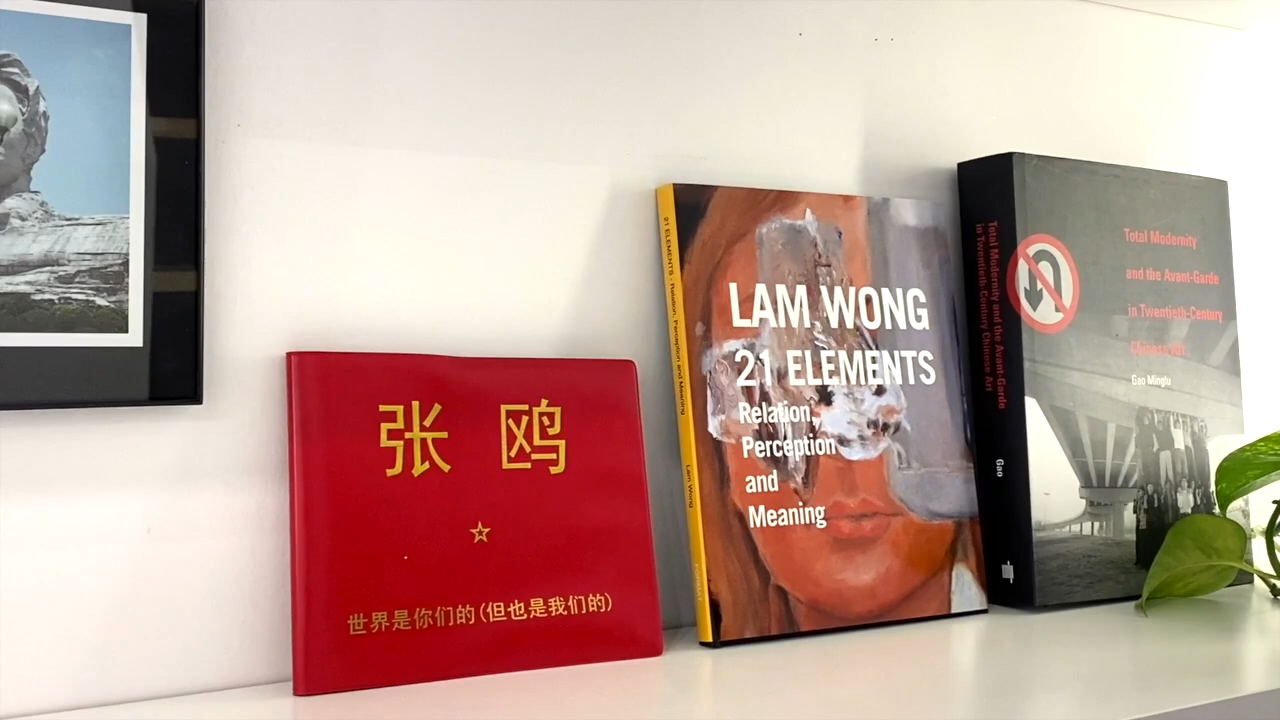 张 鸥
世界是你们的(但也是我们的)
21 ELEMENTS - Relation, Perception and Meaning
Lam Wong
LAM WONG
21 ELEMENTS
Relation,
Perception
and
Meaning
Total Modernity and the Avant-Garde
in Twentieth-Century Chinese Art
Gao
Total Modernity
and the Avant-Garde
in Twentieth-Century
Chinese Art
Gao Minglu